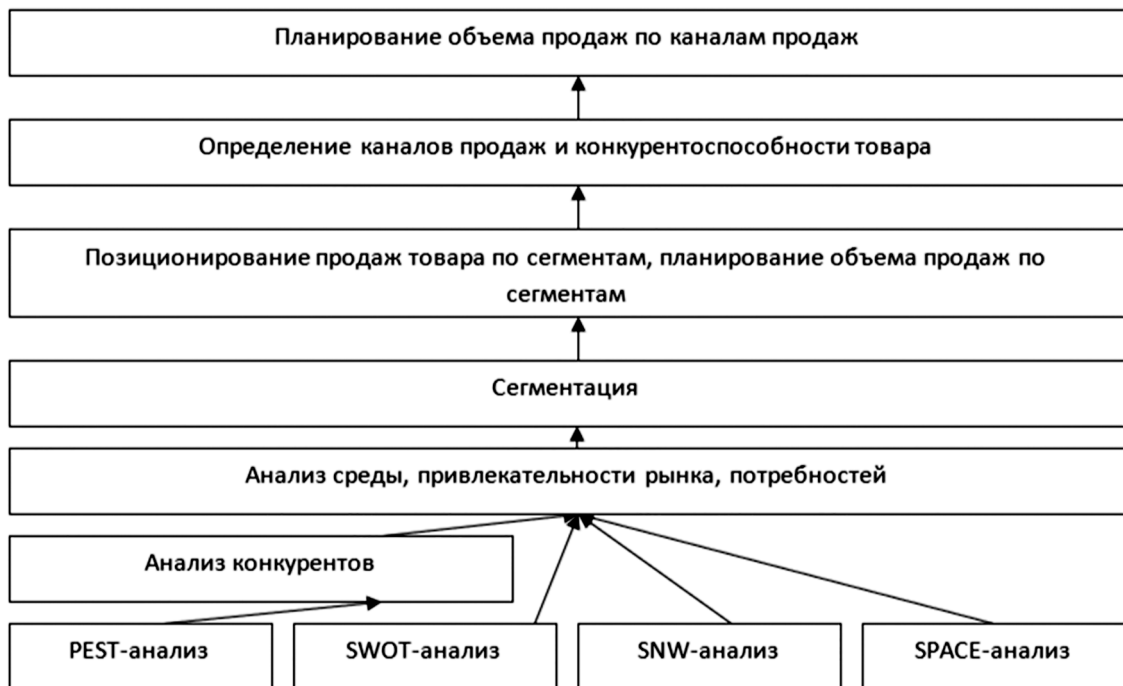 Планирование объема продаж по каналам продаж
Определение каналов продаж и конкурентоспособности товара
Позиционирование продаж товара по сегментам, планирование объема продаж по
сегментам
Сегментация
Анализ среды, привлекательности рынка, потребностей
Анализ конкурентов
PEST-анализ
SWOT-анализ
SNW-анализ
SPACE-анализ